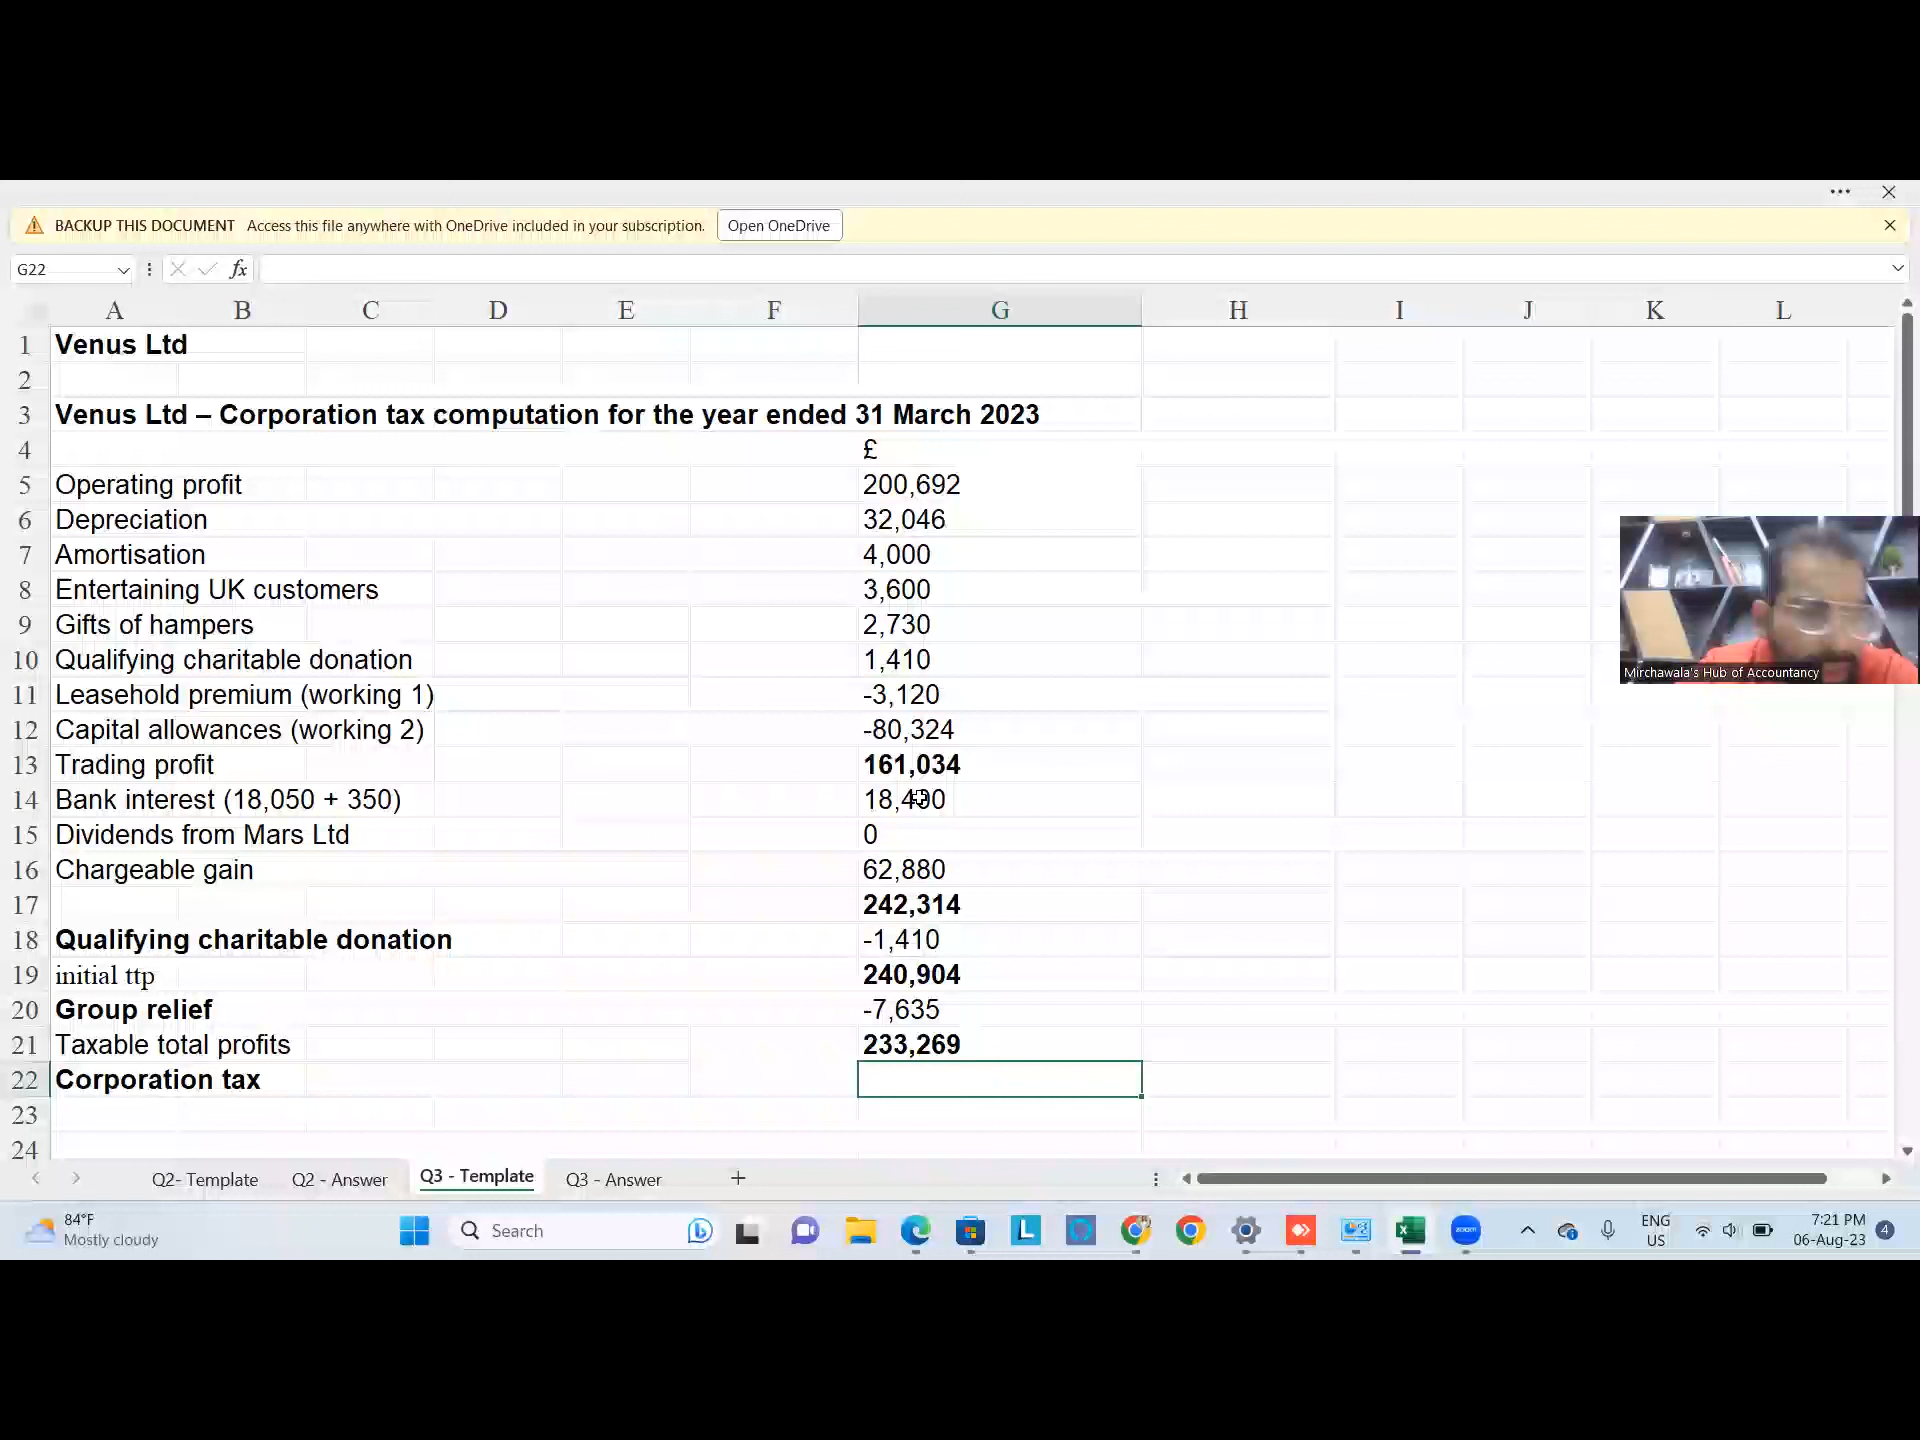 BACKUP THIS DOCUMENT Access this file anywhere with OneDrive included in your subscription. Open OneDrive
G22 fx
A B C D E F G H I J K L
1 Venus Ltd
2
3 Venus Ltd – Corporation tax computation for the year ended 31 March 2023
4 £
5 Operating profit 200,692
6 Depreciation 32,046
7 Amortisation 4,000
8 Entertaining UK customers 3,600
9 Gifts of hampers 2,730
10 Qualifying charitable donation 1,410
11 Leasehold premium (working 1) -3,120
12 Capital allowances (working 2) -80,324
13 Trading profit 161,034
14 Bank interest (18,050 + 350) 18,400
15 Dividends from Mars Ltd 0
16 Chargeable gain 62,880
17 242,314
18 Qualifying charitable donation -1,410
19 initial ttp 240,904
20 Group relief -7,635
21 Taxable total profits 233,269
22 Corporation tax
23
24
Mirchawala's Hub of Accountancy
Q2- Template Q2 - Answer Q3 - Template Q3 - Answer
84°F
Mostly cloudy
Search
L
zoom
ENG
US
7:21 PM
06-Aug-23
4